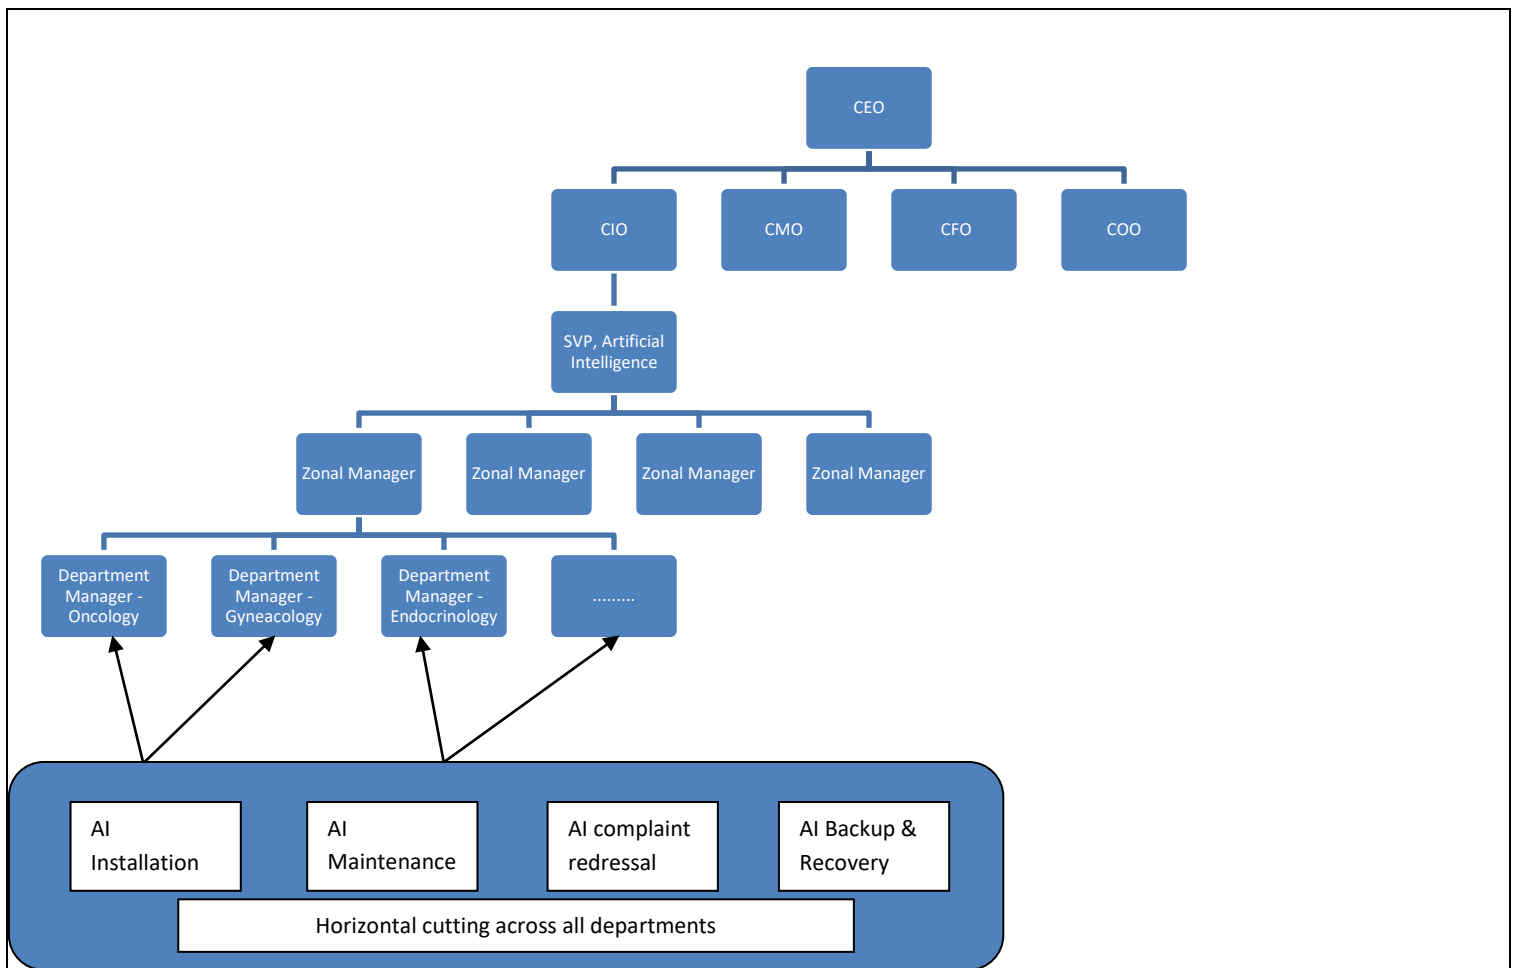 CEO
CIO
CMO
CFO
COO
SVP, Artificial
Intelligence
Zonal Manager
Zonal Manager
Zonal Manager
Zonal Manager
Department
Manager -
Oncology
Department
Manager -
Gyneacology
Department
Manager -
Endocrinology
.........
AI
Installation
AI
Maintenance
AI complaint
redressal
AI Backup &
Recovery
Horizontal cutting across all departments